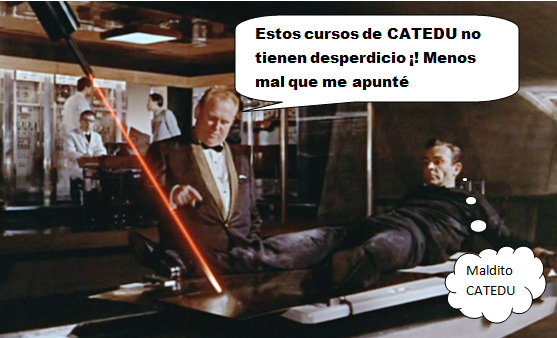 Estos cursos de CATEDU no
tienen desperdicio ¡! Menos
mal que me apunté
Maldito
CATEDU